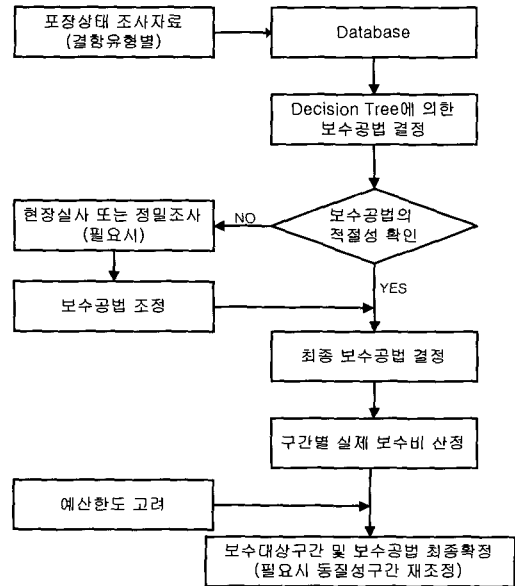 포장상태 조사자료
(결함유형별)
Database
Decision Tree에 의한
보수공법 결정
보수공법의
적절성 확인
NO
현장실사 또는 정밀조사
(필요시)
보수공법 조정
YES
최종 보수공법 결정
구간별 실제 보수비 산정
예산한도 고려
보수대상구간 및 보수공법 최종확정
(필요시 동질성구간 재조정)